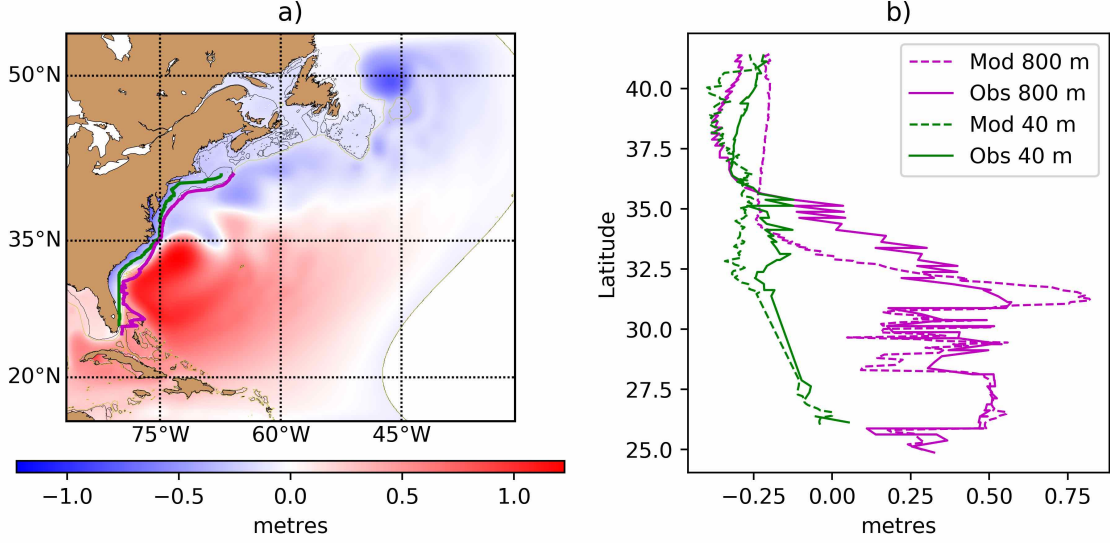 a)
50°N
35°N
20°N
75°W 60°W 45°W
−1.0 −0.5 0.0 0.5 1.0
metres
b)
Mod 800 m
Obs 800 m
Mod 40 m
Obs 40 m
Latitude
40.0
37.5
35.0
32.5
30.0
27.5
25.0
−0.25 0.00 0.25 0.50 0.75
metres